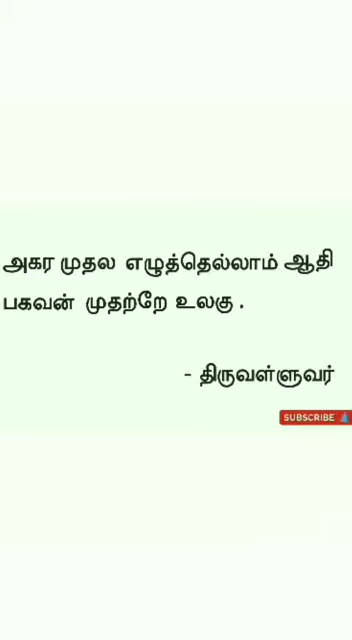 அகர முதல எழுத்தெல்லாம் ஆதி
பகவன் முதற்றே உலகு .
- திருவள்ளுவர்
SUBSCRIBE